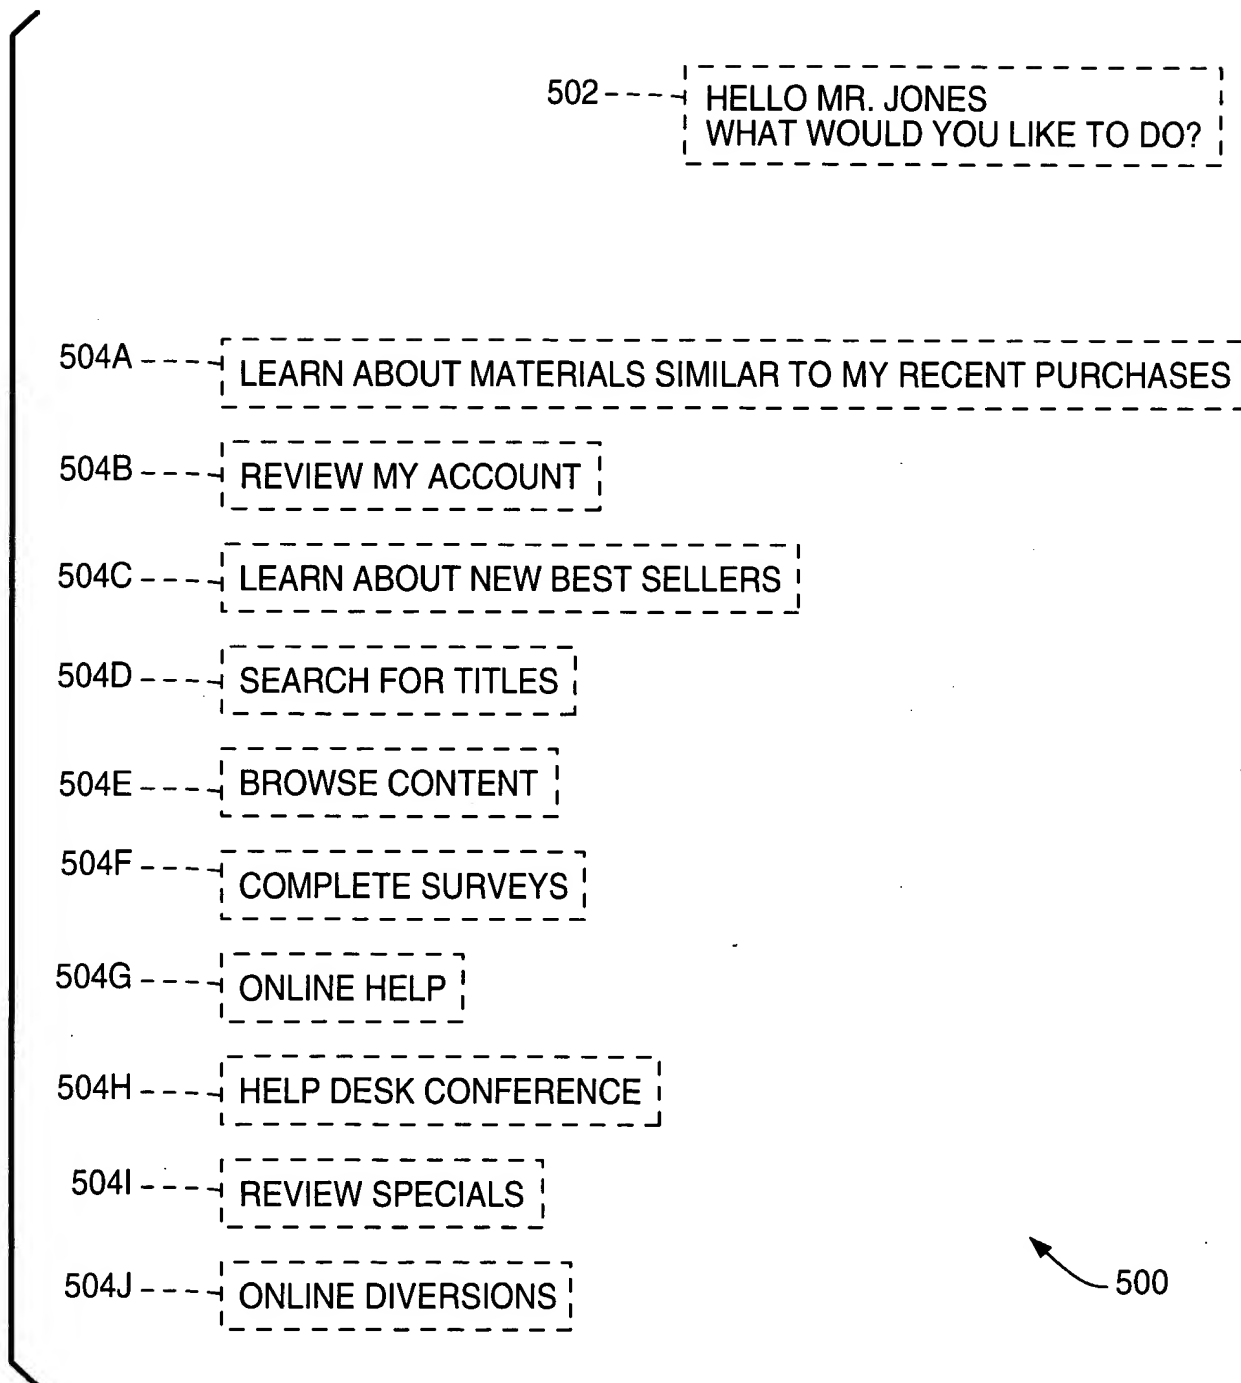 502 HELLO MR. JONES
WHAT WOULD YOU LIKE TO DO?
504A LEARN ABOUT MATERIALS SIMILAR TO MY RECENT PURCHASES
504B REVIEW MY ACCOUNT
504C LEARN ABOUT NEW BEST SELLERS
504D SEARCH FOR TITLES
504E BROWSE CONTENT
504F COMPLETE SURVEYS
504G ONLINE HELP
504H HELP DESK CONFERENCE
504I REVIEW SPECIALS
504J ONLINE DIVERSIONS
500